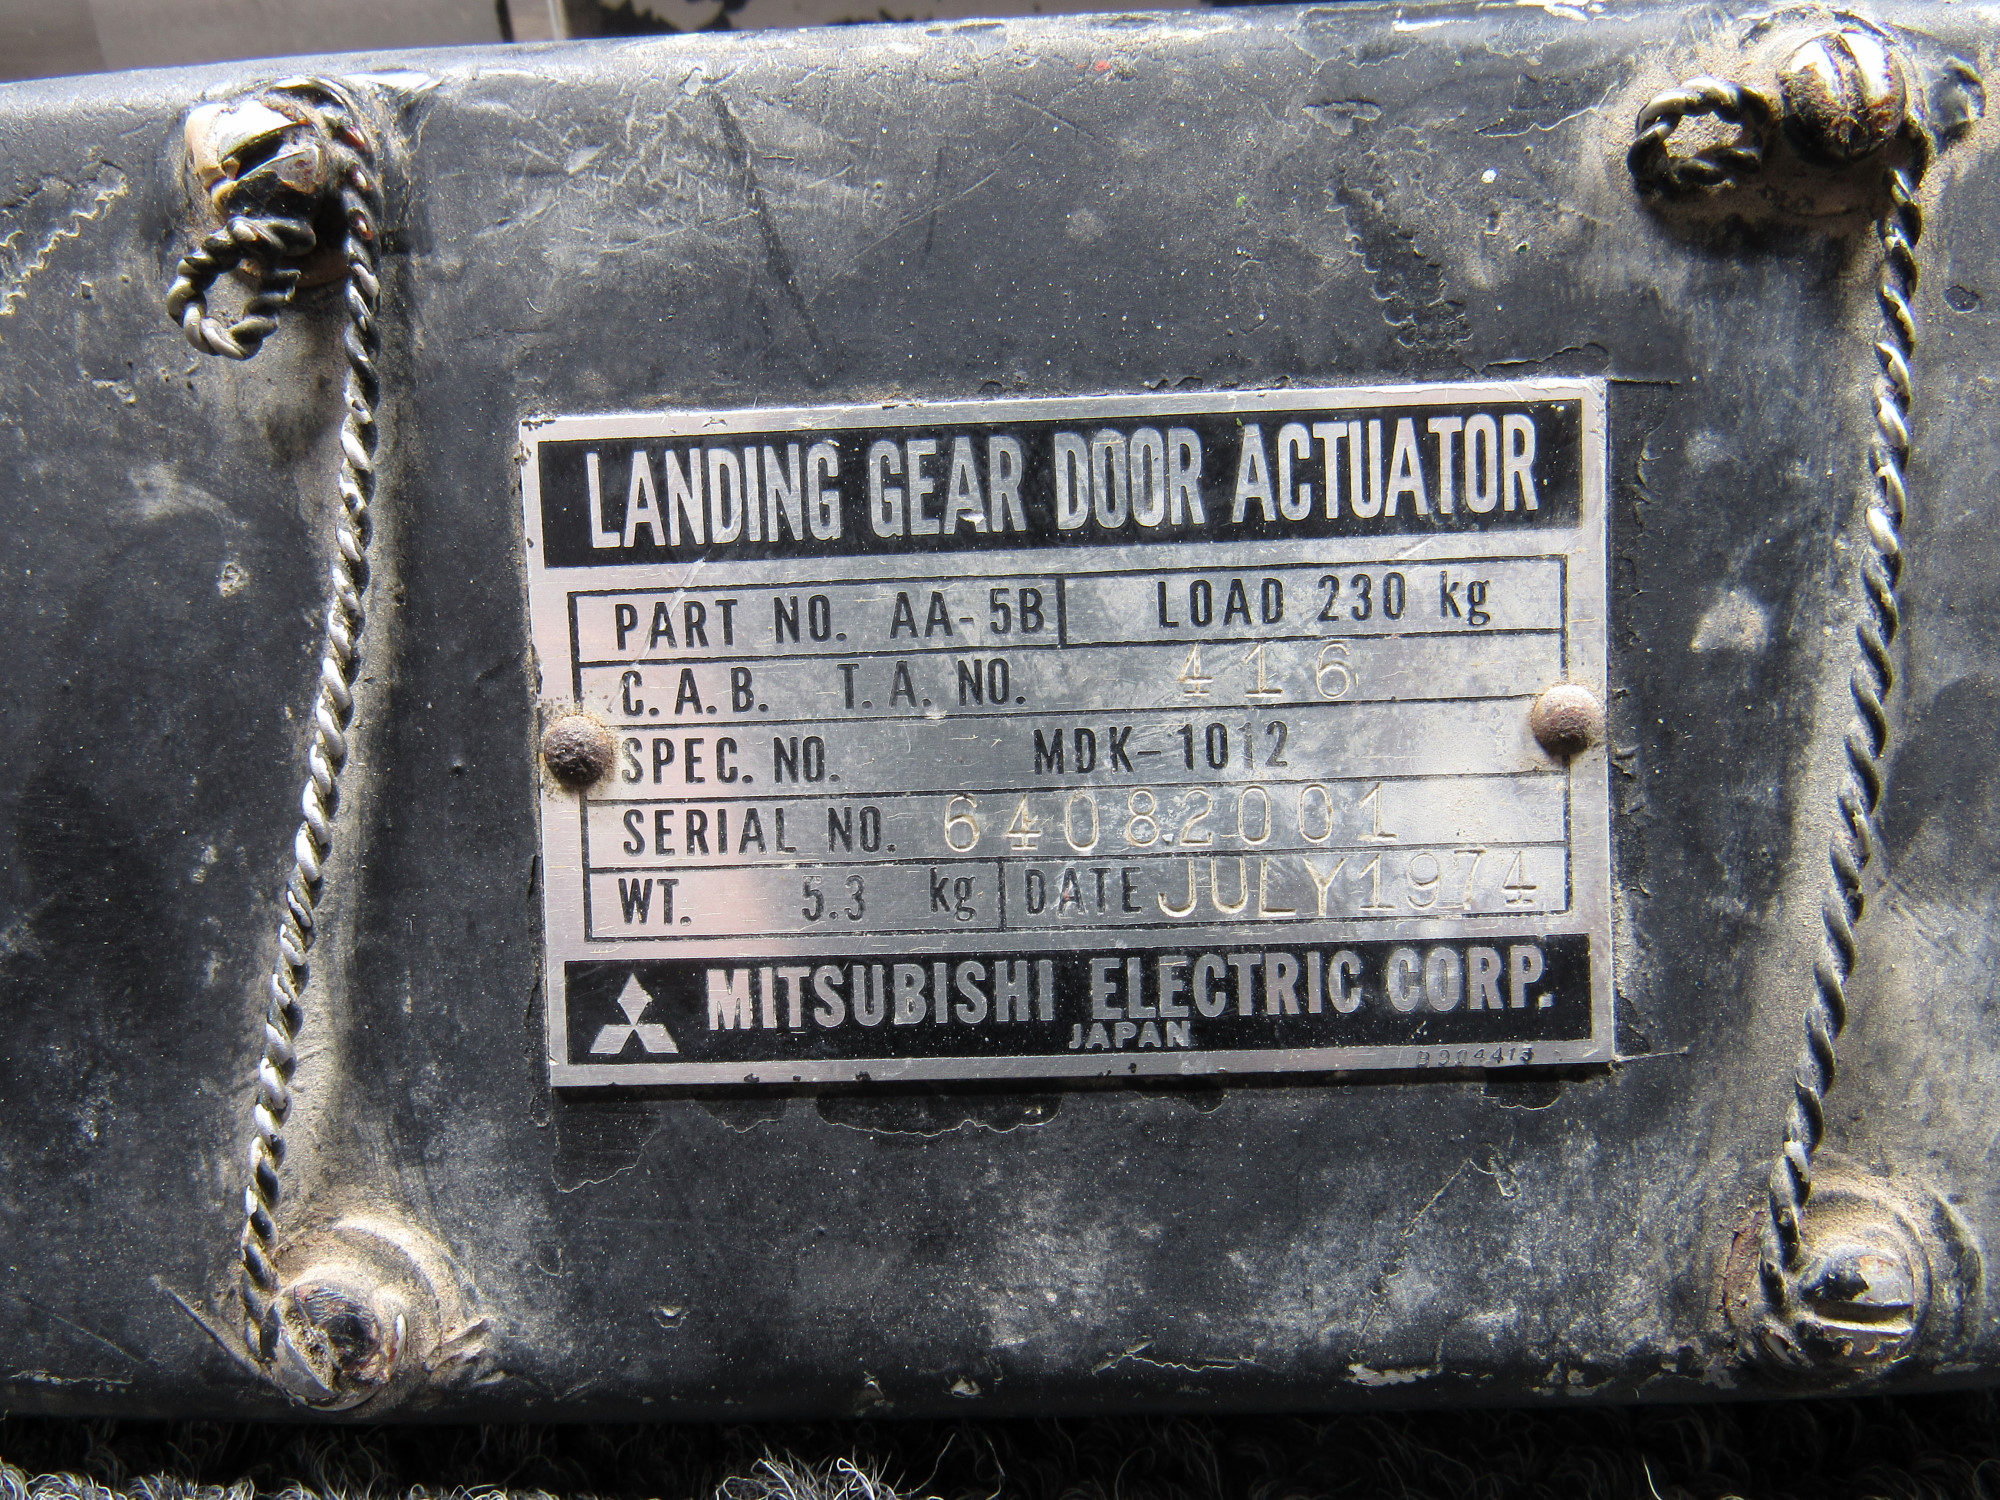 LANDING GEAR DOOR ACTUATOR
PART NO. AA-5B LOAD 230 kg
C.A.B. T.A. NO. 416
SPEC. NO. MDK-1012
SERIAL NO. 64082001
WT. 5.3 kg DATE JULY 1974
MITSUBISHI ELECTRIC CORP.
JAPAN